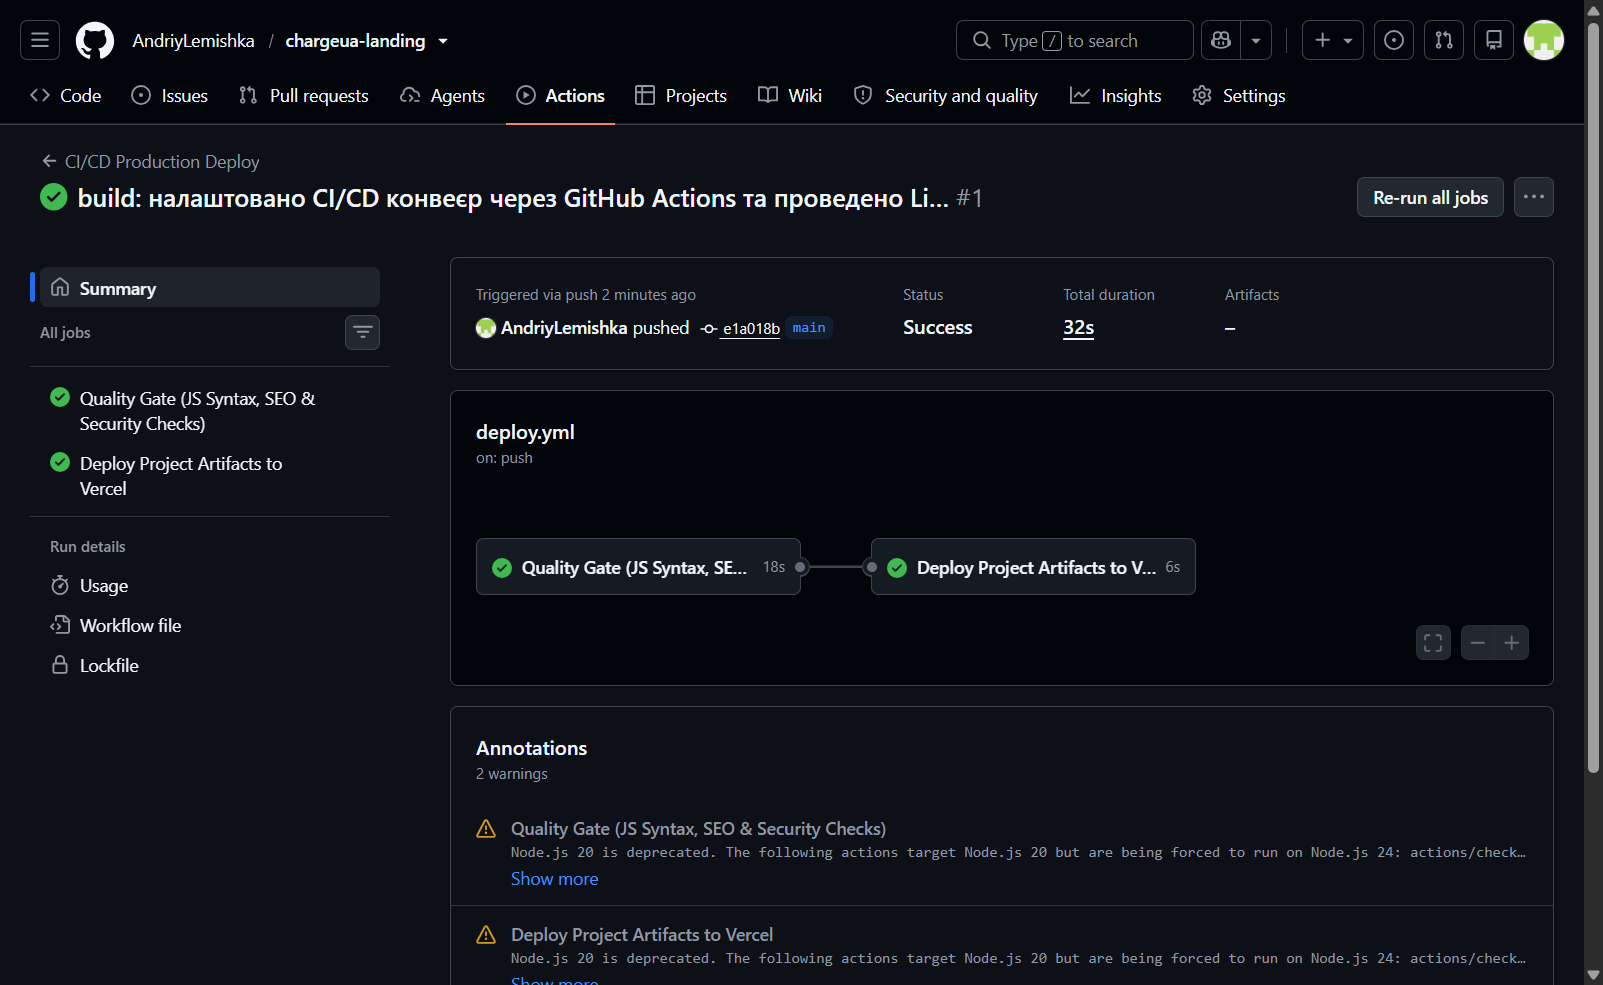 AndriyLemishka / chargeua-landing
Type / to search
Code
Issues
Pull requests
Agents
Actions
Projects
Wiki
Security and quality
Insights
Settings
CI/CD Production Deploy
build: налаштовано CI/CD конвеєр через GitHub Actions та проведено Li... #1
Re-run all jobs
Summary
All jobs
Quality Gate (JS Syntax, SEO &
Security Checks)
Deploy Project Artifacts to
Vercel
Run details
Usage
Workflow file
Lockfile
Triggered via push 2 minutes ago
AndriyLemishka pushed e1a018b main
Status
Success
Total duration
32s
Artifacts
–
deploy.yml
on: push
Quality Gate (JS Syntax, SE... 18s
Deploy Project Artifacts to V... 6s
Annotations
2 warnings
Quality Gate (JS Syntax, SEO & Security Checks)
Node.js 20 is deprecated. The following actions target Node.js 20 but are being forced to run on Node.js 24: actions/check…
Show more
Deploy Project Artifacts to Vercel
Node.js 20 is deprecated. The following actions target Node.js 20 but are being forced to run on Node.js 24: actions/check…
Show more